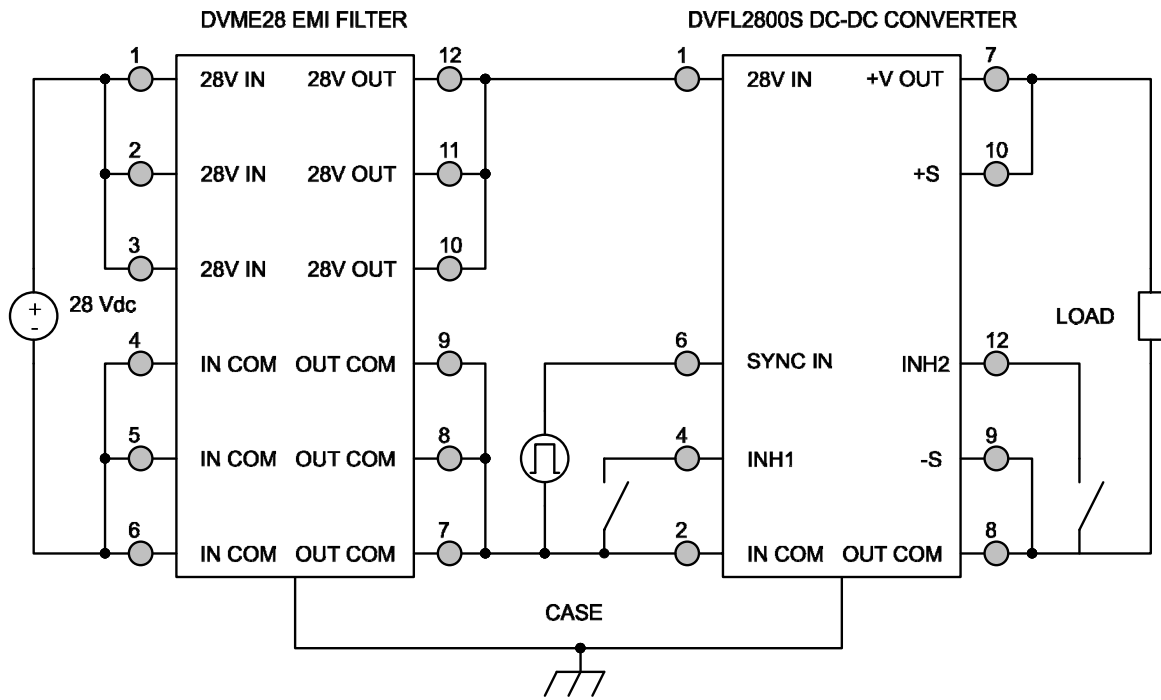 DVME28 EMI FILTER DVFL2800S DC-DC CONVERTER
1 12 1 7
28V IN 28V OUT 28V IN +V OUT
2 11 10
28V IN 28V OUT +S
3 10
28V IN 28V OUT
+ 28 Vdc
-
LOAD
4 9 6 12
IN COM OUT COM SYNC IN INH2
5 8 4 9
IN COM OUT COM INH1 -S
6 7 2 8
IN COM OUT COM IN COM OUT COM
CASE